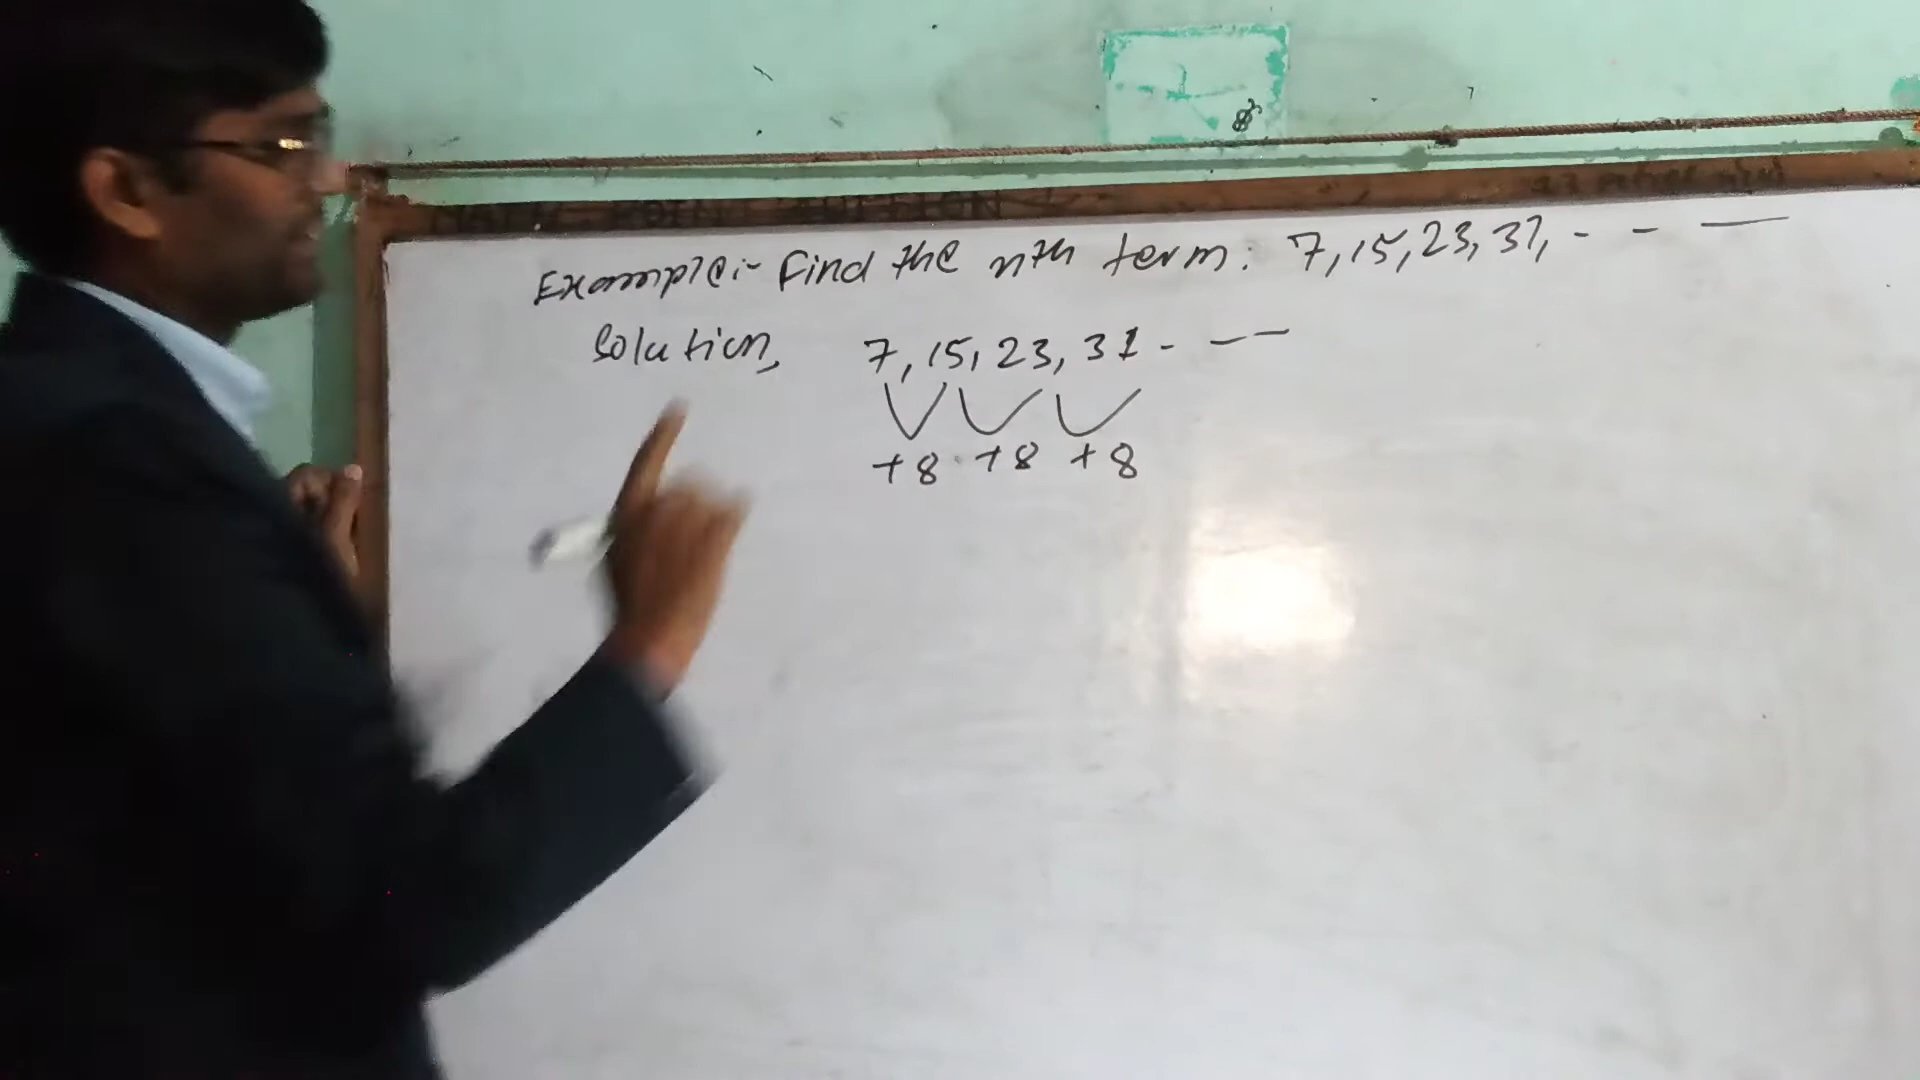 Example:- Find the nth term: 7,15,23,31, - - —
Solution, 7, 15, 23, 31 - - —
+8 +8 +8